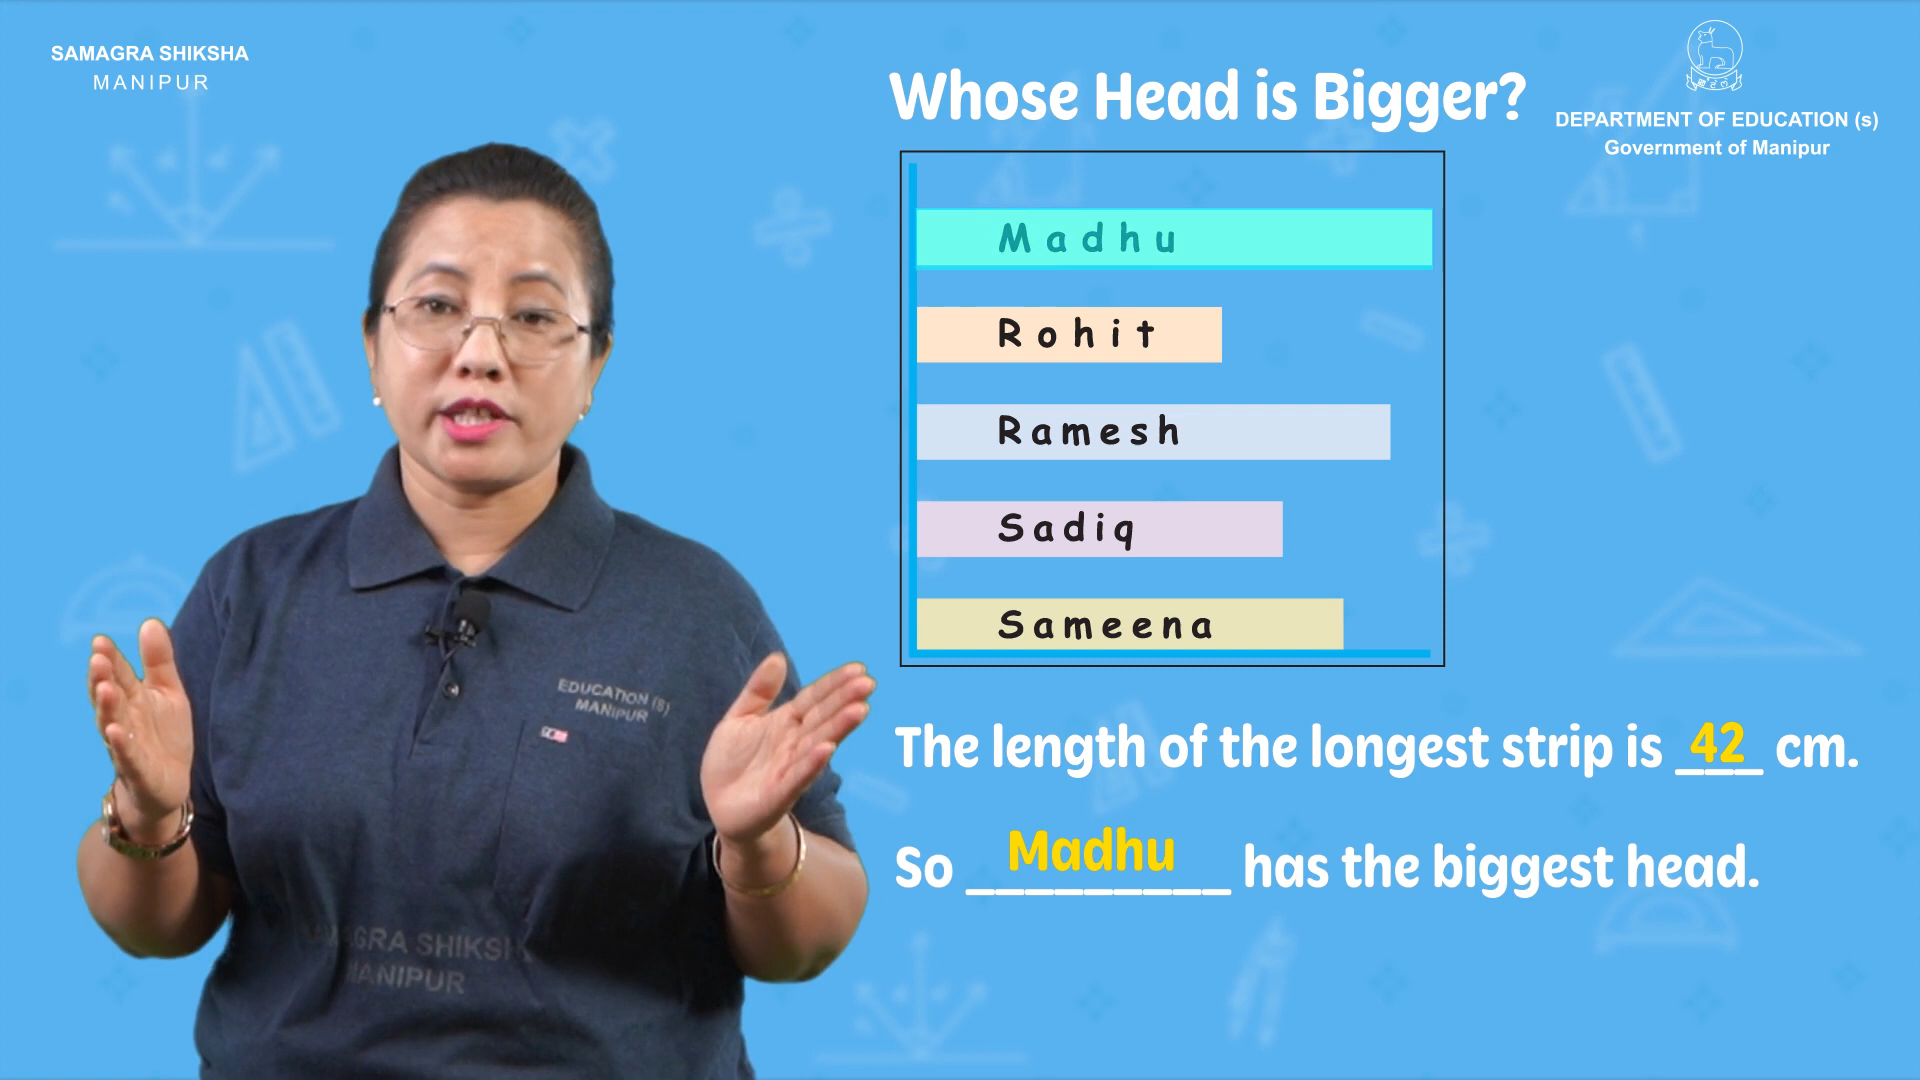 SAMAGRA SHIKSHA
MANIPUR
Whose Head is Bigger?
DEPARTMENT OF EDUCATION (s)
Government of Manipur
Madhu
Rohit
Ramesh
Sadiq
Sameena
EDUCATION (S)
MANIPUR
The length of the longest strip is 42 cm.
So Madhu has the biggest head.
MANIPUR